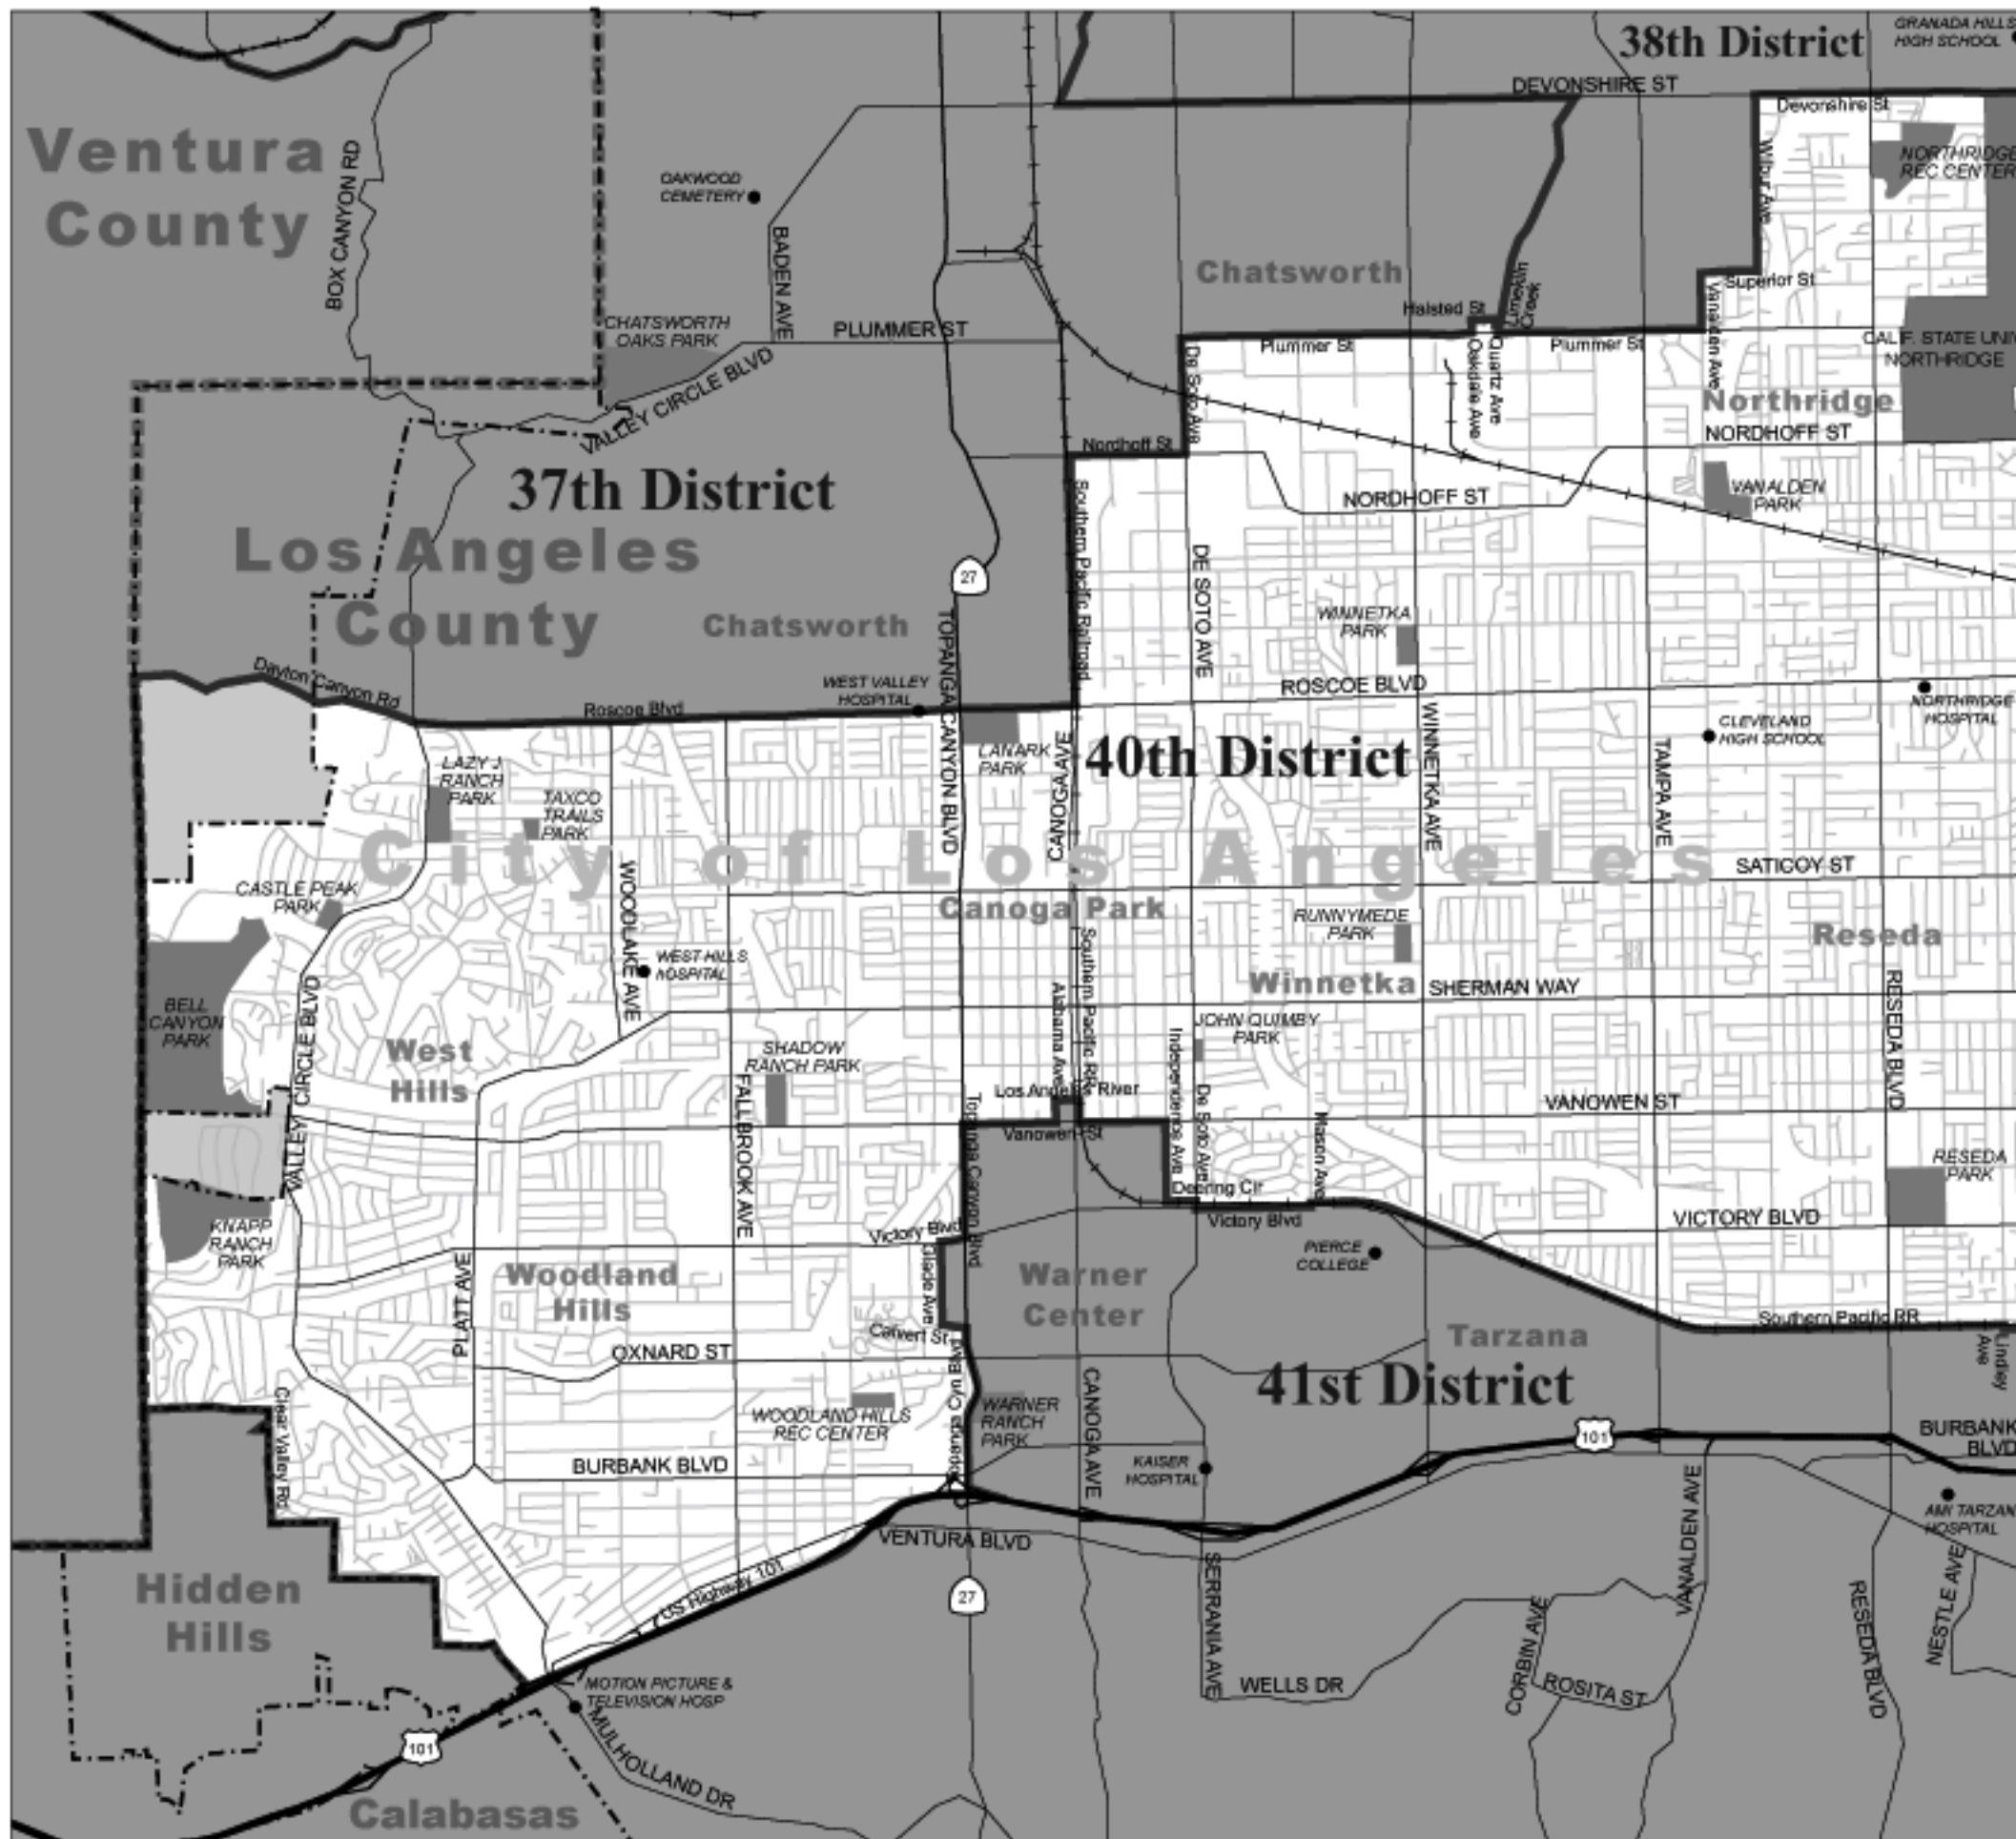 38th District
GRANADA HILLS
HIGH SCHOOL
DEVONSHIRE ST
Devonshire St
Ventura
County
BOX CANYON RD
OAKWOOD
CEMETERY
BADEN AVE
Wilbur Ave
NORTHRIDGE
REC CENTER
Chatsworth
Superior St
Halsted St
Limekiln
Creek
CHATSWORTH
OAKS PARK
PLUMMER ST
Plummer St
Plummer St
Vanalden Ave
CALIF. STATE UNIV
NORTHRIDGE
De Soto Ave
Oakdale Ave
Quartz Ave
VALLEY CIRCLE BLVD
Northridge
NORDHOFF ST
Nordhoff St
37th District
NORDHOFF ST
VANALDEN
PARK
Southern Pacific Railroad
Los Angeles
County
27
DE SOTO AVE
WINNETKA
PARK
Chatsworth
TOPANGA CANYON BLVD
Dayton Canyon Rd
WEST VALLEY
HOSPITAL
Roscoe Blvd
ROSCOE BLVD
NORTHRIDGE
HOSPITAL
CLEVELAND
HIGH SCHOOL
LANARK
PARK
CANOGA AVE
40th District
WINNETKA AVE
TAMPA AVE
LAZY J
RANCH
PARK
TAXCO
TRAILS
PARK
City of Los Angeles
SATICOY ST
CASTLE PEAK
PARK
WOODLAKE AVE
Canoga Park
RUNNYMEDE
PARK
Reseda
WEST HILLS
HOSPITAL
Southern Pacific RR
Winnetka
SHERMAN WAY
RESEDA BLVD
BELL
CANYON
PARK
VALLEY CIRCLE BLVD
West
Hills
SHADOW
RANCH PARK
Alabama Ave
JOHN QUIMBY
PARK
Independence Ave
FALLBROOK AVE
Los Angeles River
De Soto Ave
Mason Ave
VANOWEN ST
Vanowen St
Topanga Canyon Blvd
RESEDA
PARK
Deering Cir
KNAPP
RANCH
PARK
Victory Blvd
Victory Blvd
VICTORY BLVD
PIERCE
COLLEGE
PLATT AVE
Woodland
Hills
Glade Ave
Warner
Center
Calvert St
Southern Pacific RR
OXNARD ST
Tarzana
Lindley
Ave
41st District
Clear Valley Rd
Topanga Cyn Blvd
CANOGA AVE
WOODLAND HILLS
REC CENTER
WARNER
RANCH
PARK
101
BURBANK
BLVD
BURBANK BLVD
KAISER
HOSPITAL
VANALDEN AVE
AMI TARZAN
HOSPITAL
VENTURA BLVD
US Highway 101
Hidden
Hills
27
SERRANIA AVE
CORBIN AVE
RESEDA BLVD
NESTLE AVE
MOTION PICTURE &
TELEVISION HOSP
WELLS DR
ROSITA ST
101
MULHOLLAND DR
Calabasas